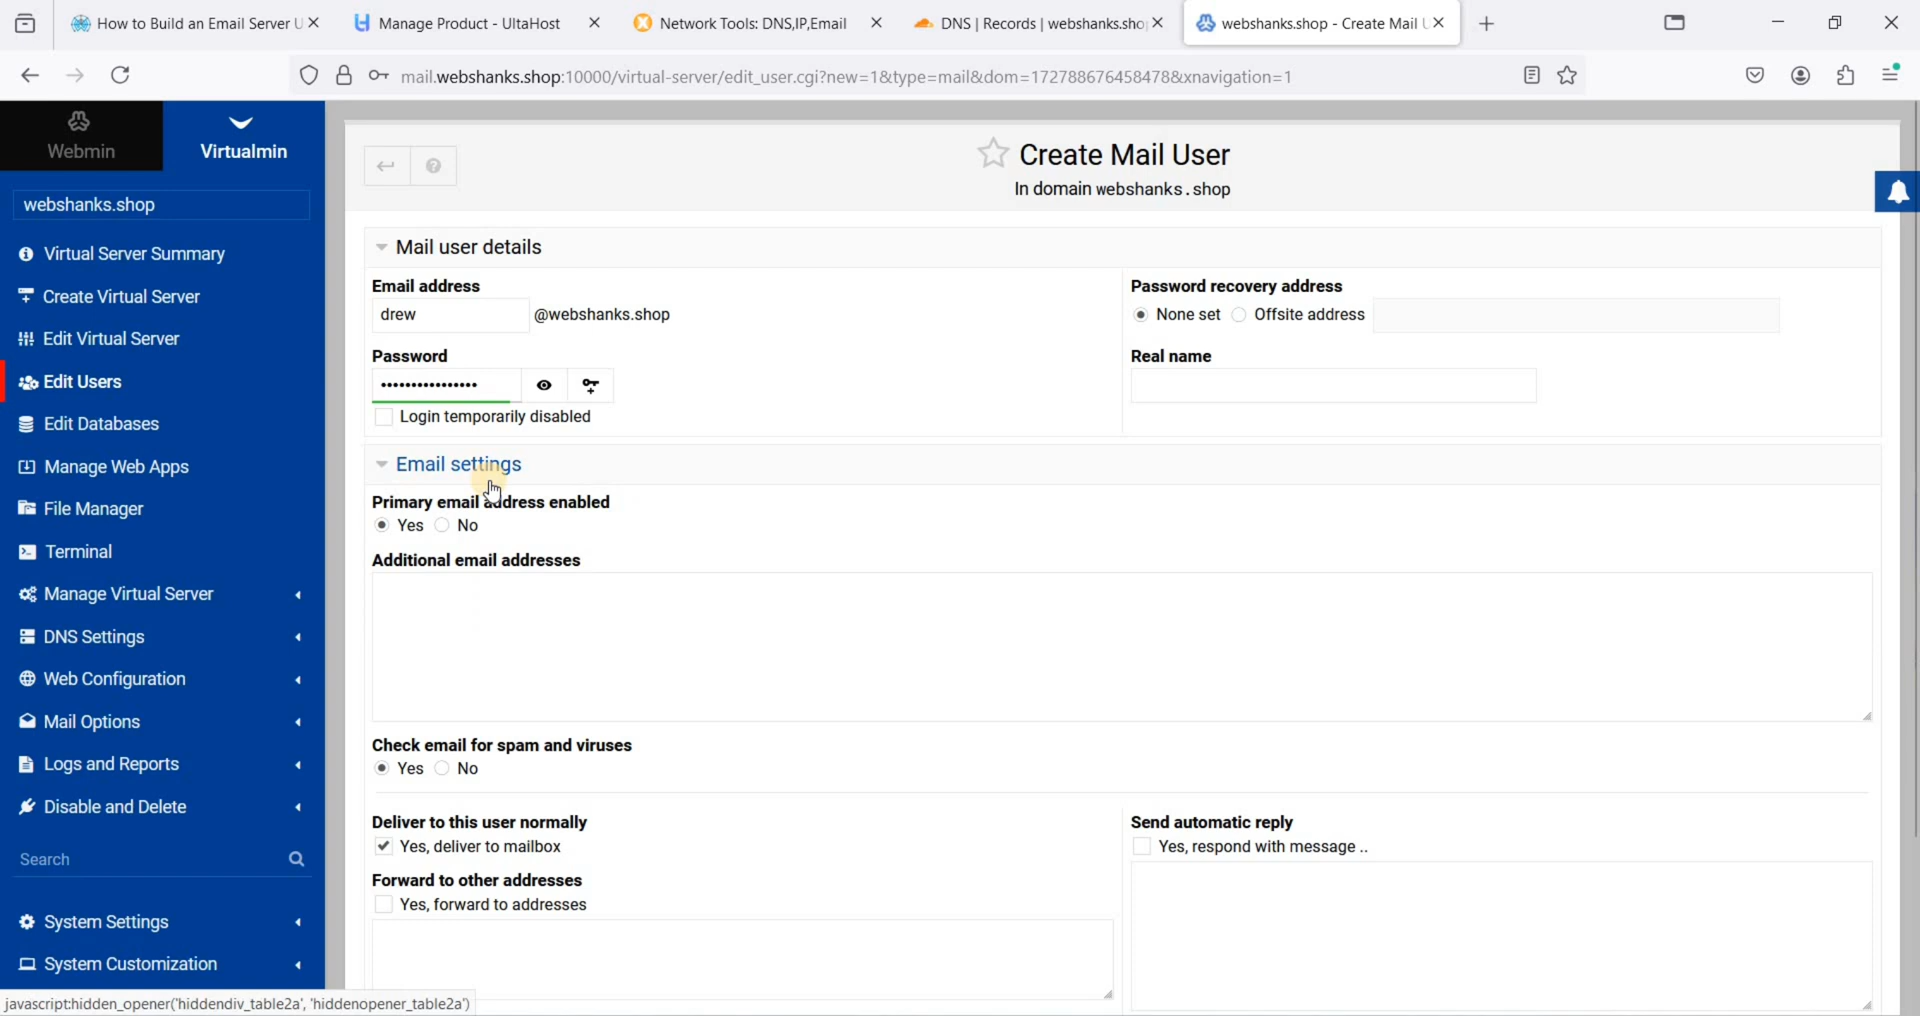 How to Build an Email Server U
Manage Product - UltaHost
Network Tools: DNS,IP,Email
DNS | Records | webshanks.sho
webshanks.shop - Create Mail U
mail.webshanks.shop:10000/virtual-server/edit_user.cgi?new=1&type=mail&dom=172788676458478&xnavigation=1
Webmin
Virtualmin
webshanks.shop
Virtual Server Summary
Create Virtual Server
Edit Virtual Server
Edit Users
Edit Databases
Manage Web Apps
File Manager
Terminal
Manage Virtual Server
DNS Settings
Web Configuration
Mail Options
Logs and Reports
Disable and Delete
Search
System Settings
System Customization
javascript:hidden_opener('hiddendiv_table2a', 'hiddenopener_table2a')
Create Mail User
In domain webshanks.shop
Mail user details
Email address
drew @webshanks.shop
Password
••••••••••••••••
Login temporarily disabled
Password recovery address
None set Offsite address
Real name
Email settings
Primary email address enabled
Yes No
Additional email addresses
Check email for spam and viruses
Yes No
Deliver to this user normally
Yes, deliver to mailbox
Forward to other addresses
Yes, forward to addresses
Send automatic reply
Yes, respond with message ..